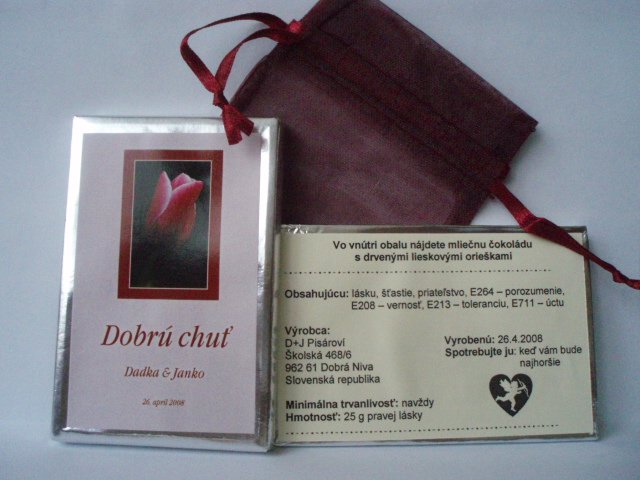 Dobrú chuť
Dadka & Janko
26. apríl 2008
Vo vnútri obalu nájdete mliečnu čokoládu
s drvenými lieskovými orieškami
Obsahujúcu: lásku, šťastie, priateľstvo, E264 – porozumenie,
E208 – vernosť, E213 – toleranciu, E711 – úctu
Výrobca:
D+J Pisároví
Školská 468/6
962 61 Dobrá Niva
Slovenská republika
Vyrobenú: 26.4.2008
Spotrebujte ju: keď vám bude
najhoršie
Minimálna trvanlivosť: navždy
Hmotnosť: 25 g pravej lásky